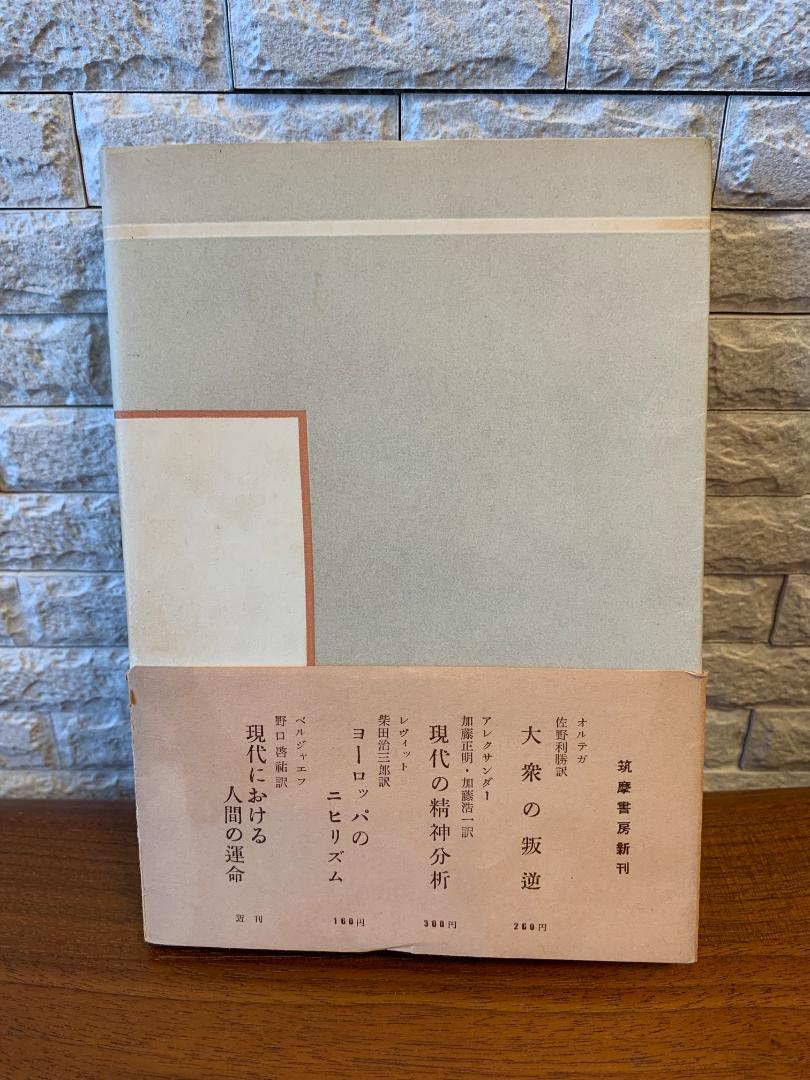 筑摩書房新刊
オルテガ
佐野利勝訳
大衆の叛逆
260円
アレクサンダー
加藤正明・加藤浩一訳
現代の精神分析
300円
レヴィット
柴田治三郎訳
ヨーロッパの
ニヒリズム
160円
ベルジャエフ
野口啓祐訳
現代における
人間の運命
近刊